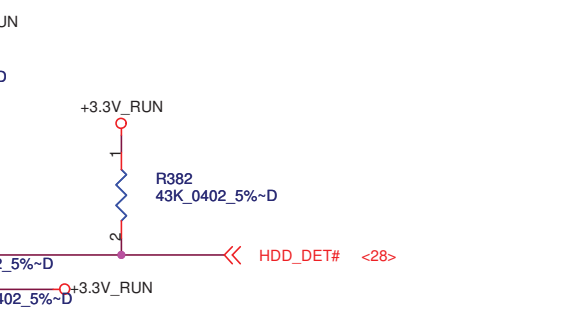 UN
D
+3.3V_RUN
1
R382
43K_0402_5%~D
2
HDD_DET# <28>
2_5%~D
+3.3V_RUN
402_5%~D